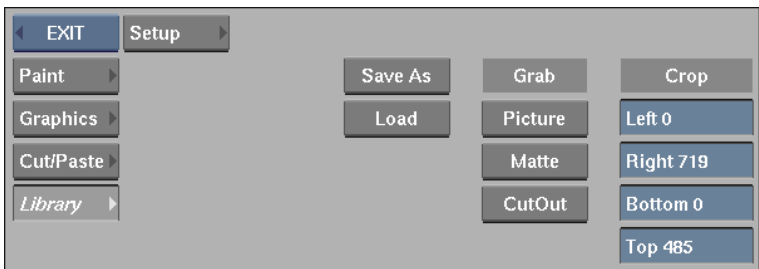 EXIT Setup
Paint Save As Grab Crop
Graphics Load Picture Left 0
Cut/Paste Matte Right 719
Library CutOut Bottom 0
Top 485